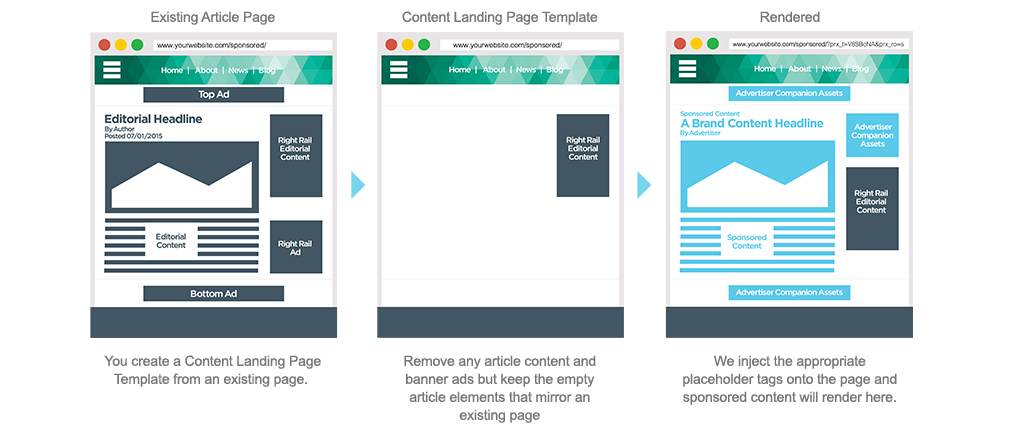 Existing Article Page
www.yourwebsite.com/sponsored/
Home | About | News | Blog
Top Ad
Editorial Headline
By Author
Posted 07/01/2015
Right Rail
Editorial
Content
Editorial
Content
Right Rail
Ad
Bottom Ad
You create a Content Landing Page
Template from an existing page.
Content Landing Page Template
www.yourwebsite.com/sponsored/
Home | About | News | Blog
Right Rail
Editorial
Content
Remove any article content and
banner ads but keep the empty
article elements that mirror an
existing page
Rendered
www.yourwebsite.com/sponsored/?prx_t=V8SBcNA&prx_ro=s
Home | About | News | Blog
Advertiser Companion Assets
Sponsored Content
A Brand Content Headline
By Advertiser
Advertiser
Companion
Assets
Right Rail
Editorial
Content
Sponsored
Content
Advertiser Companion Assets
We inject the appropriate
placeholder tags onto the page and
sponsored content will render here.